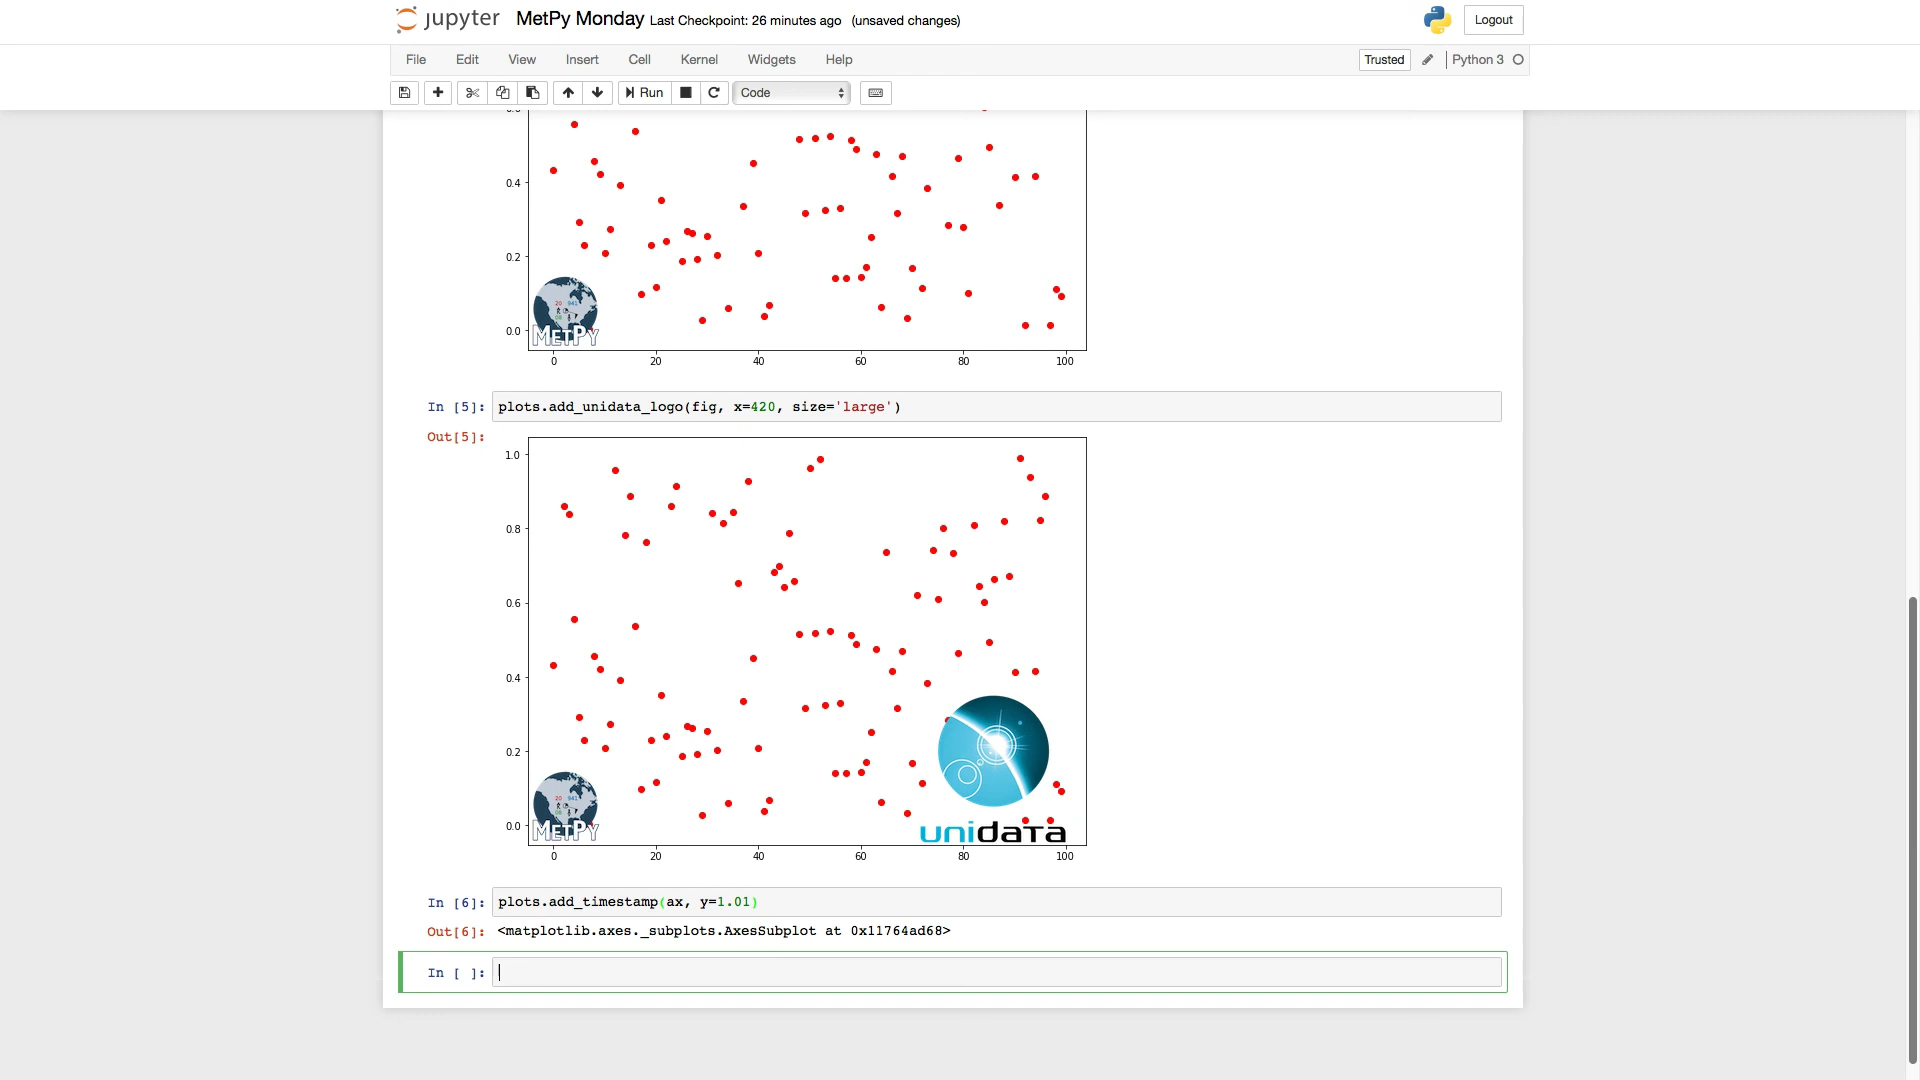 jupyter MetPy Monday Last Checkpoint: 26 minutes ago (unsaved changes) Logout
File Edit View Insert Cell Kernel Widgets Help Trusted Python 3
Run Code
0.4
0.2
0.0
METPY
0 20 40 60 80 100
In [5]: plots.add_unidata_logo(fig, x=420, size='large')
Out[5]:
1.0
0.8
0.6
0.4
0.2
0.0
METPY
unidata
0 20 40 60 80 100
In [6]: plots.add_timestamp(ax, y=1.01)
Out[6]: <matplotlib.axes._subplots.AxesSubplot at 0x11764ad68>
In [ ]: